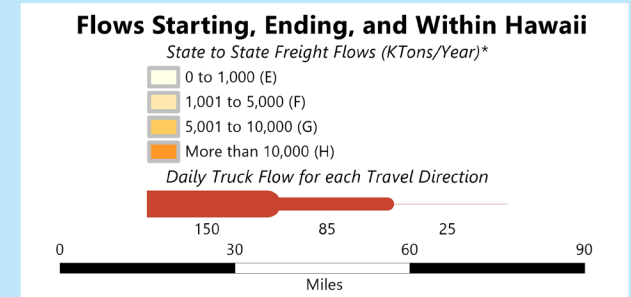 Flows Starting, Ending, and Within Hawaii
State to State Freight Flows (KTons/Year)*
0 to 1,000 (E)
1,001 to 5,000 (F)
5,001 to 10,000 (G)
More than 10,000 (H)
Daily Truck Flow for each Travel Direction
150 85 25
0 30 60 90
Miles